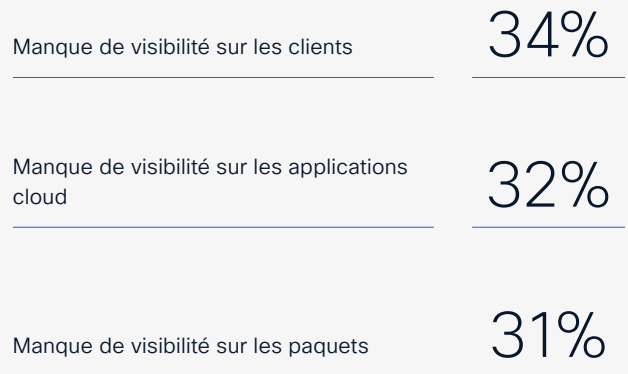 Manque de visibilité sur les clients
34%
Manque de visibilité sur les applications
cloud
32%
Manque de visibilité sur les paquets
31%